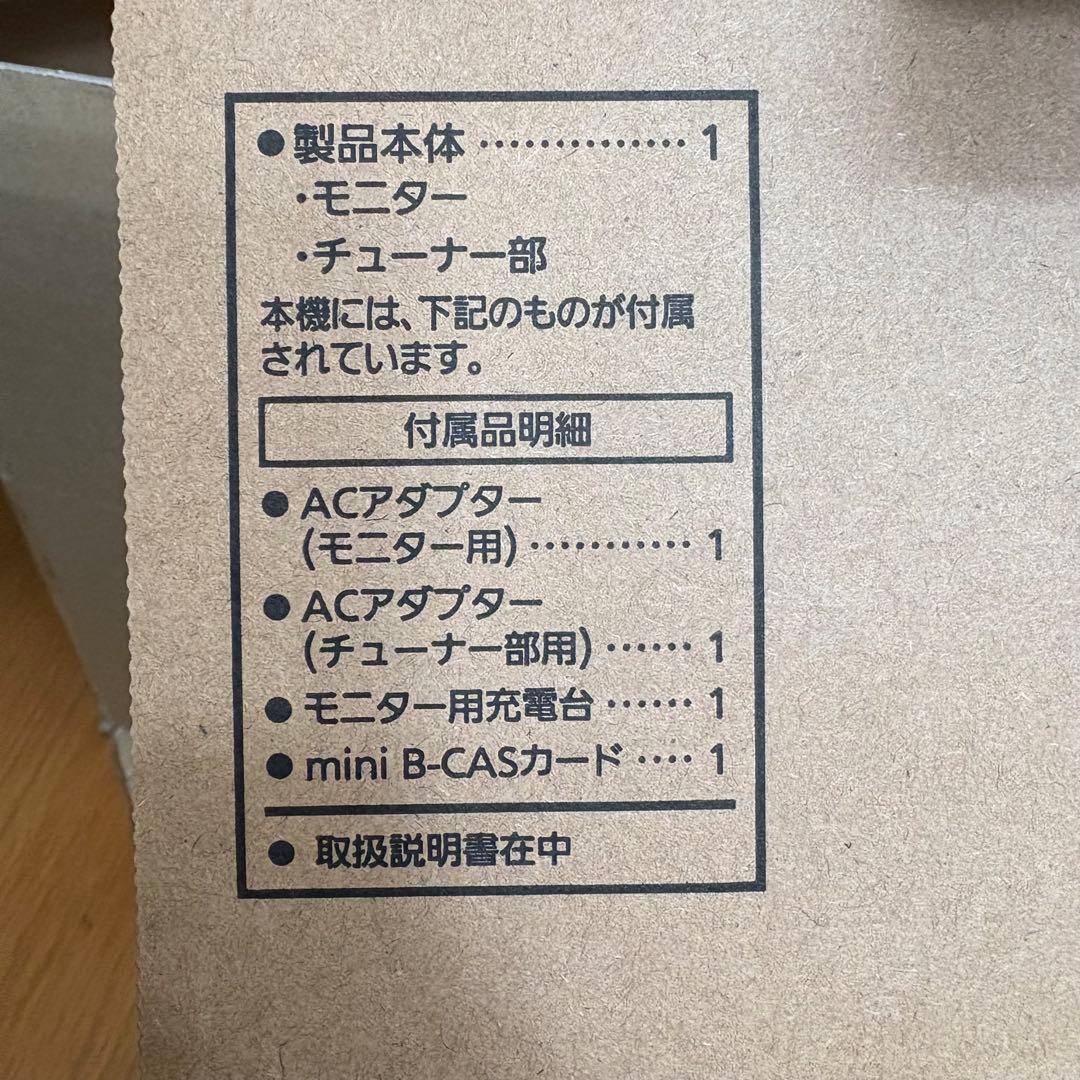 ●製品本体 ‥‥‥‥‥‥‥ 1
・モニター
・チューナー部
本機には、下記のものが付属
されています。
付属品明細
● ACアダプター
(モニター用) ‥‥‥‥‥‥ 1
● ACアダプター
(チューナー部用) ‥‥‥ 1
● モニター用充電台 ‥‥‥ 1
● mini B-CASカード ‥‥ 1
● 取扱説明書在中